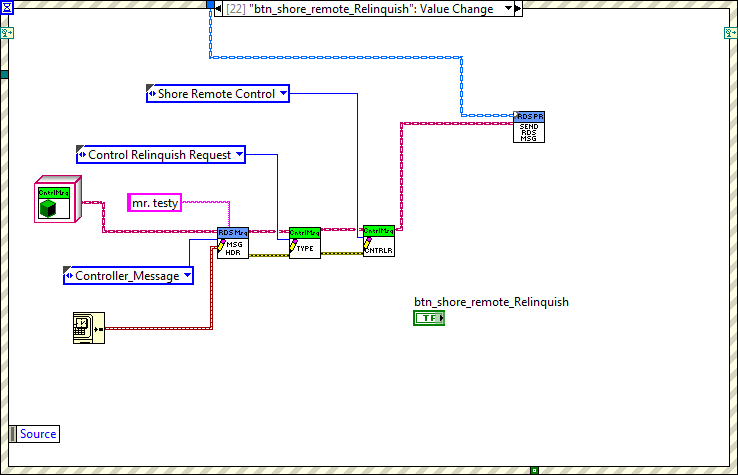 [22] "btn_shore_remote_Relinquish": Value Change
Shore Remote Control
RDS PR
SEND
RDS
MSG
Control Relinquish Request
CntrlMsg
mr. testy
RDS Msg
MSG
HDR
CntrlMsg
TYPE
CntrlMsg
CNTRLR
Controller_Message
btn_shore_remote_Relinquish
TF
Source